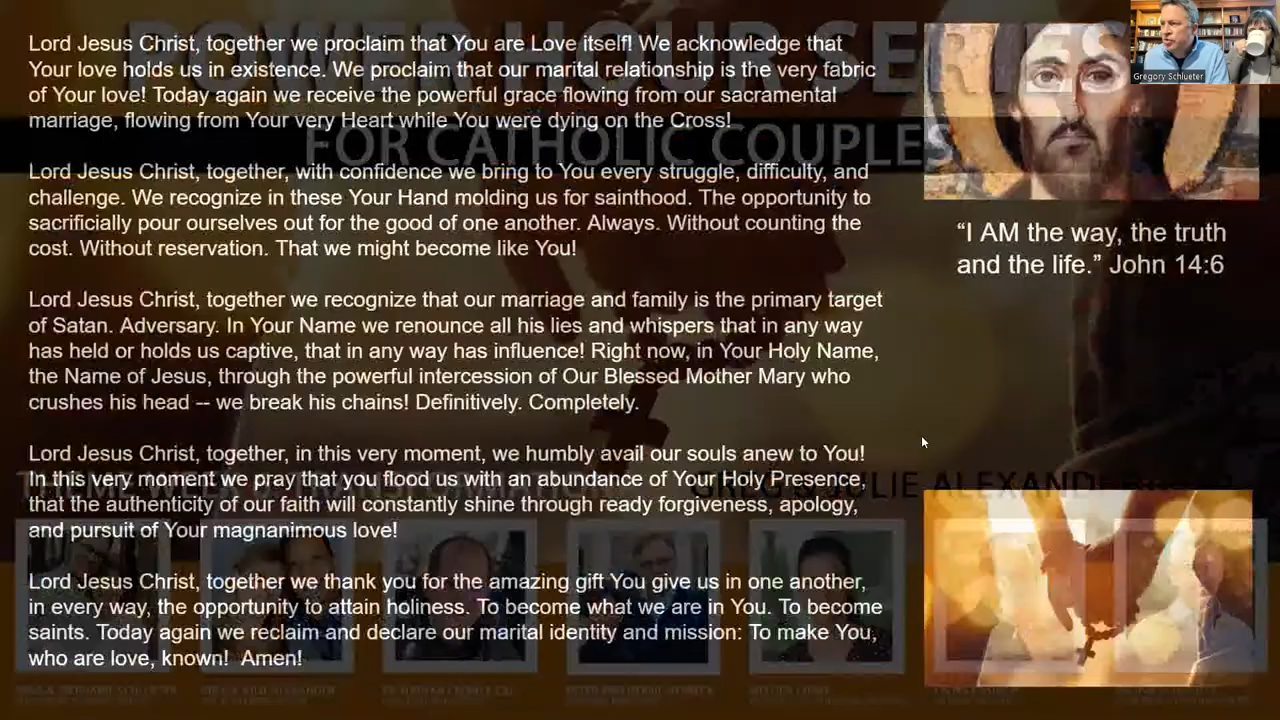 POWER HOUR SERIES
FOR CATHOLIC COUPLES
Lord Jesus Christ, together we proclaim that You are Love itself! We acknowledge that
Your love holds us in existence. We proclaim that our marital relationship is the very fabric
of Your love! Today again we receive the powerful grace flowing from our sacramental
marriage, flowing from Your very Heart while You were dying on the Cross!
Lord Jesus Christ, together, with confidence we bring to You every struggle, difficulty, and
challenge. We recognize in these Your Hand molding us for sainthood. The opportunity to
sacrificially pour ourselves out for the good of one another. Always. Without counting the
cost. Without reservation. That we might become like You!
Lord Jesus Christ, together we recognize that our marriage and family is the primary target
of Satan. Adversary. In Your Name we renounce all his lies and whispers that in any way
has held or holds us captive, that in any way has influence! Right now, in Your Holy Name,
the Name of Jesus, through the powerful intercession of Our Blessed Mother Mary who
crushes his head -- we break his chains! Definitively. Completely.
Lord Jesus Christ, together, in this very moment, we humbly avail our souls anew to You!
In this very moment we pray that you flood us with an abundance of Your Holy Presence,
that the authenticity of our faith will constantly shine through ready forgiveness, apology,
and pursuit of Your magnanimous love!
Lord Jesus Christ, together we thank you for the amazing gift You give us in one another,
in every way, the opportunity to attain holiness. To become what we are in You. To become
saints. Today again we reclaim and declare our marital identity and mission: To make You,
who are love, known!  Amen!
Gregory Schlueter
“I AM the way, the truth
and the life.” John 14:6
JULIE ALEXANDER